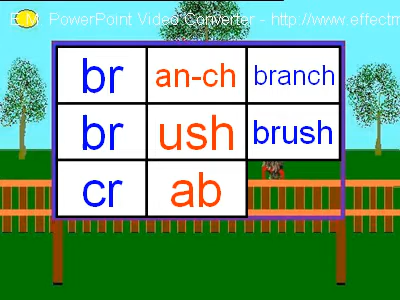 E.M. PowerPoint Video Converter - http://www.effectm
br an-ch branch
br ush brush
cr ab